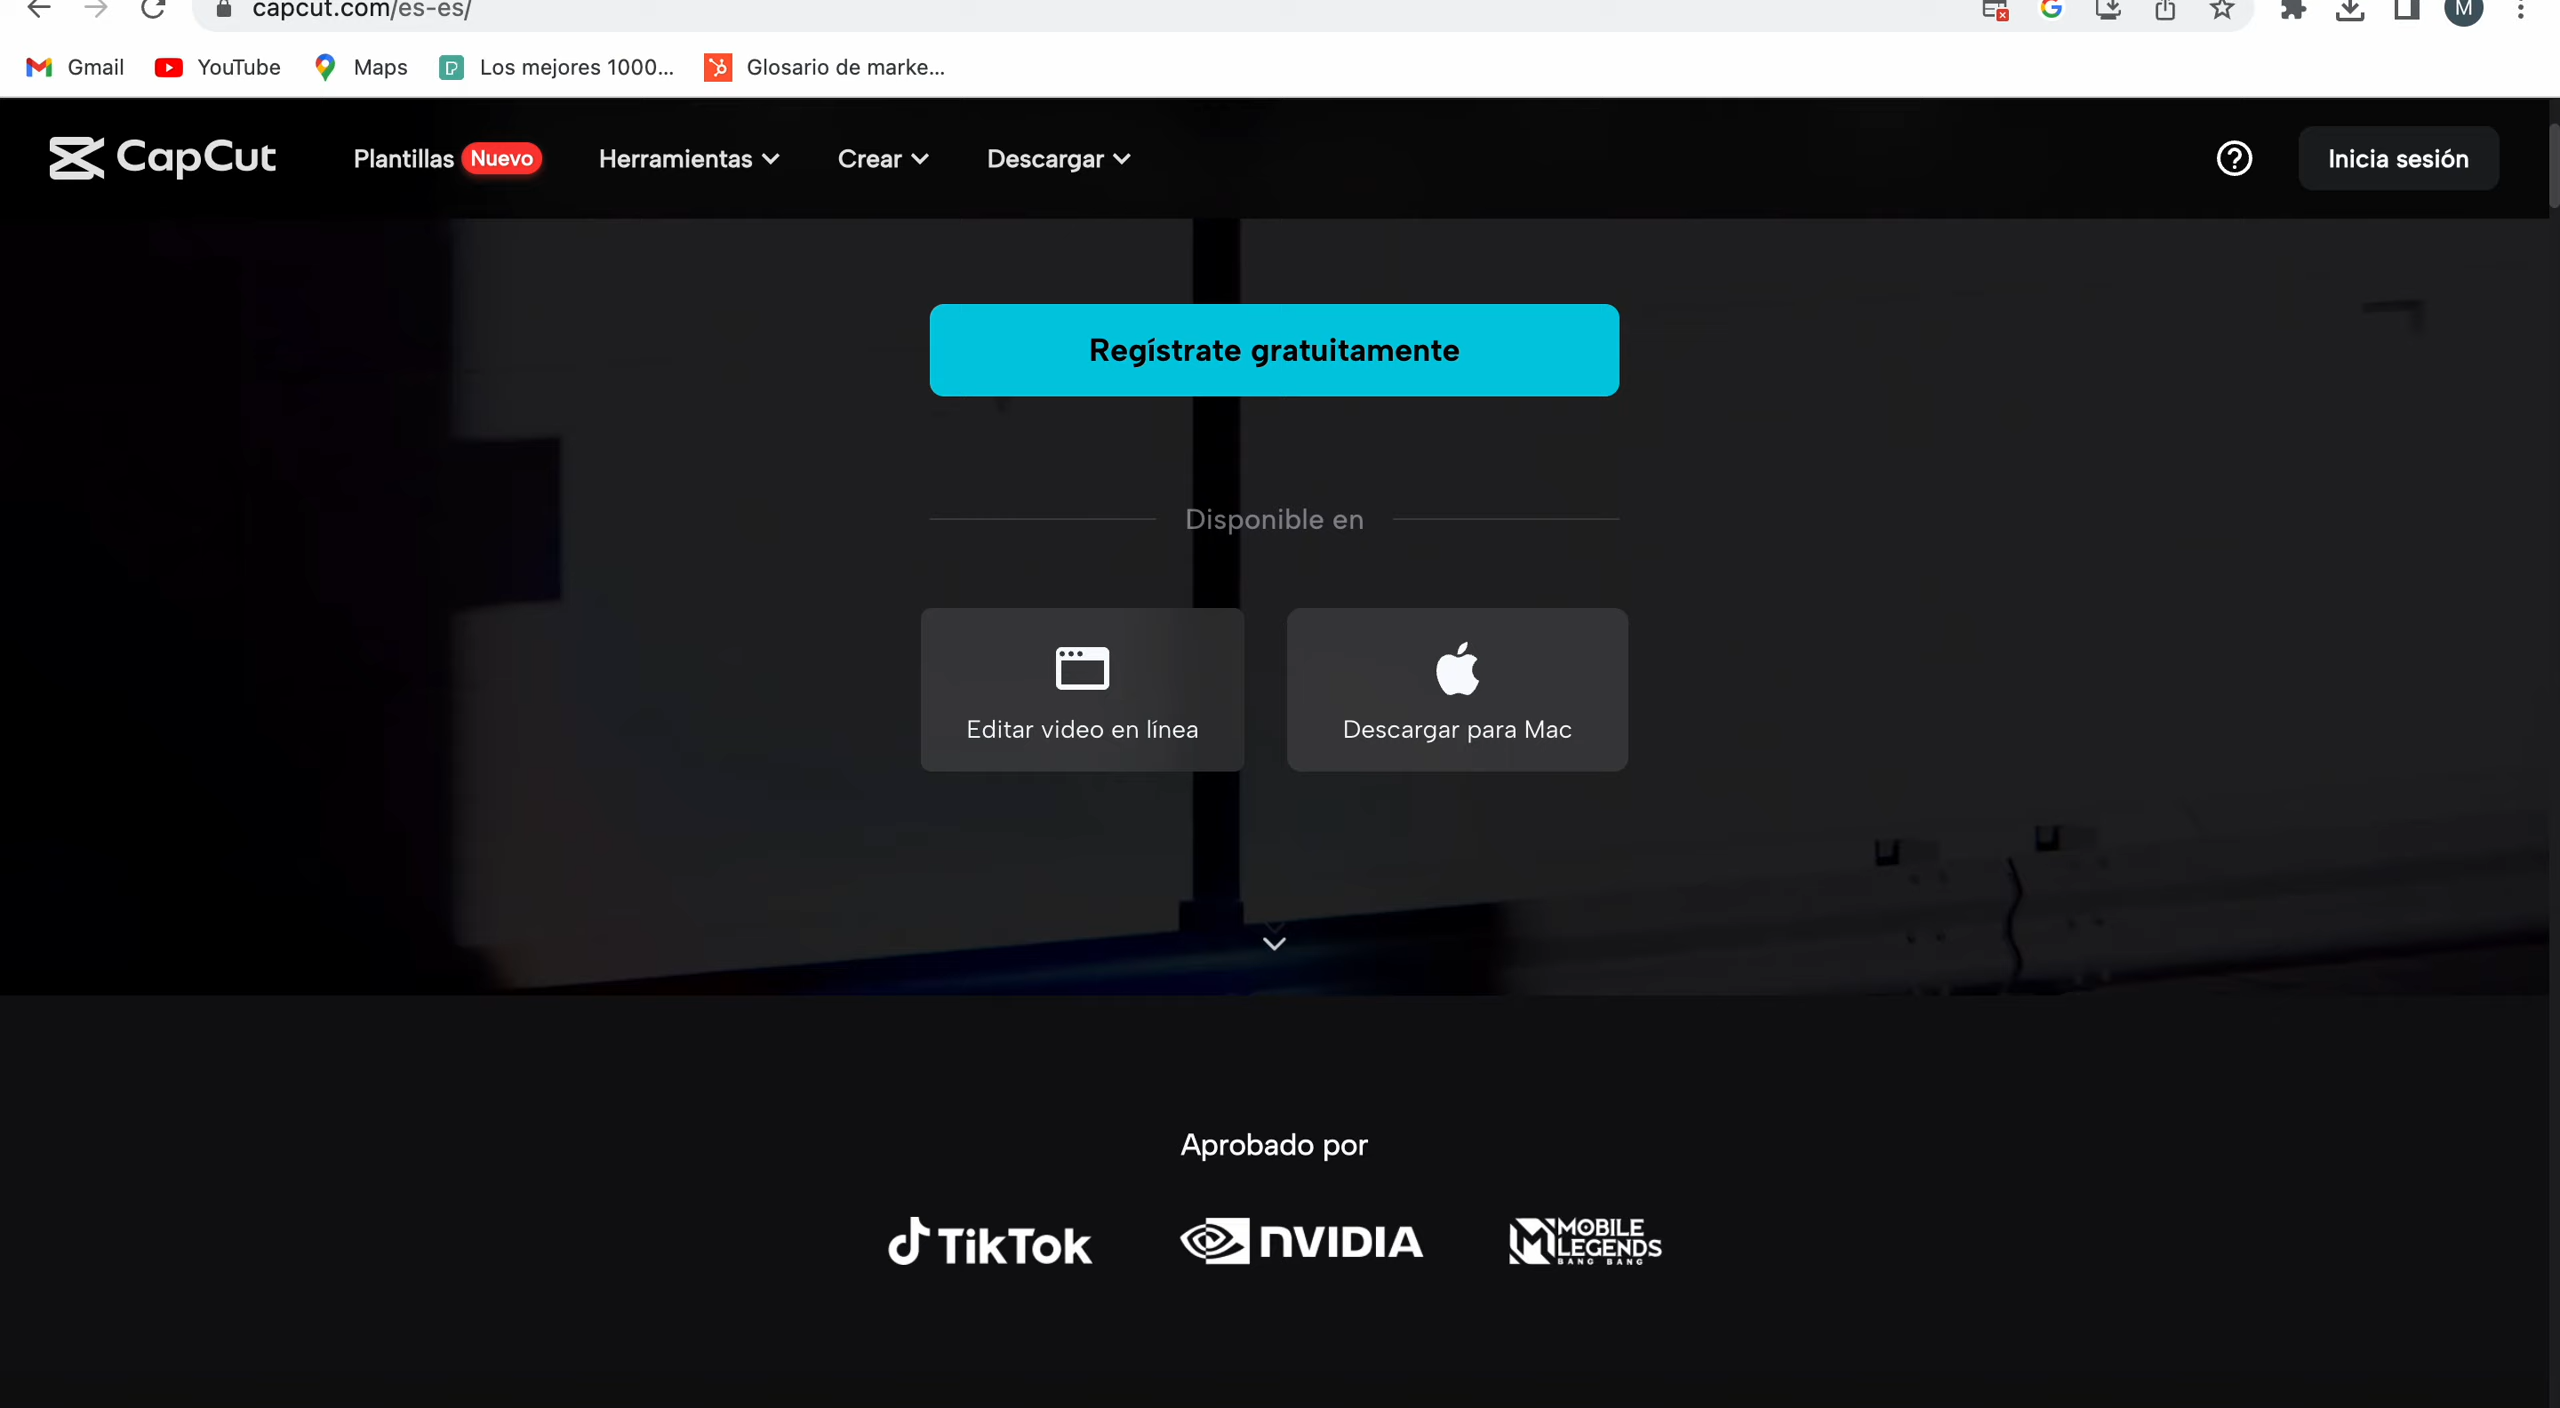 capcut.com/es-es/
M
Gmail
YouTube
Maps
Los mejores 1000...
Glosario de marke...
CapCut
Plantillas Nuevo
Herramientas
Crear
Descargar
Inicia sesión
Regístrate gratuitamente
Disponible en
Editar video en línea
Descargar para Mac
Aprobado por
TikTok
NVIDIA
MOBILE
LEGENDS
BANG BANG